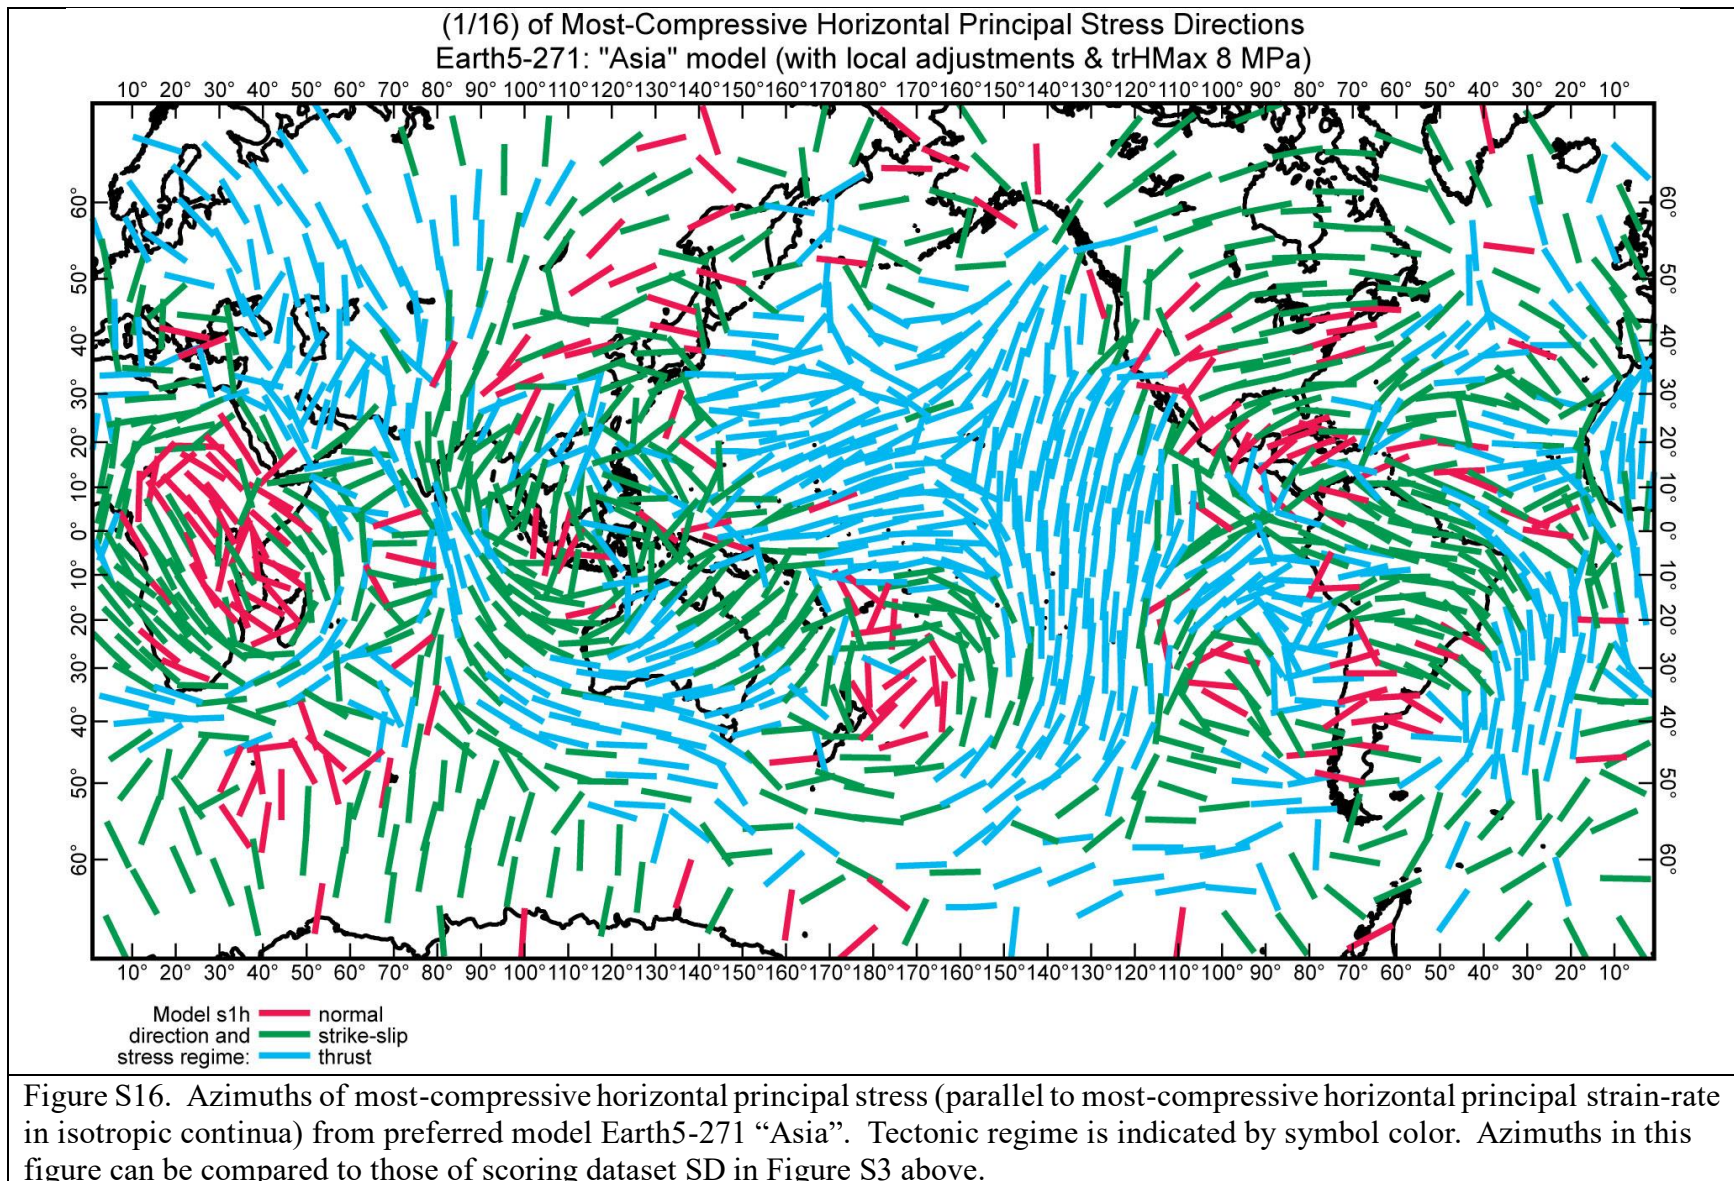 (1/16) of Most-Compressive Horizontal Principal Stress Directions
Earth5-271: "Asia" model (with local adjustments & trHMax 8 MPa)
10° 20° 30° 40° 50° 60° 70° 80° 90° 100° 110° 120° 130° 140° 150° 160° 170° 180° 170° 160° 150° 140° 130° 120° 110° 100° 90° 80° 70° 60° 50° 40° 30° 20° 10°
60° 60°
50° 50°
40° 40°
30° 30°
20° 20°
10° 10°
0° 0°
10° 10°
20° 20°
30° 30°
40° 40°
50° 50°
60° 60°
10° 20° 30° 40° 50° 60° 70° 80° 90° 100° 110° 120° 130° 140° 150° 160° 170° 180° 170° 160° 150° 140° 130° 120° 110° 100° 90° 80° 70° 60° 50° 40° 30° 20° 10°
Model s1h normal
direction and strike-slip
stress regime: thrust
Figure S16. Azimuths of most-compressive horizontal principal stress (parallel to most-compressive horizontal principal strain-rate
in isotropic continua) from preferred model Earth5-271 “Asia”. Tectonic regime is indicated by symbol color. Azimuths in this
figure can be compared to those of scoring dataset SD in Figure S3 above.